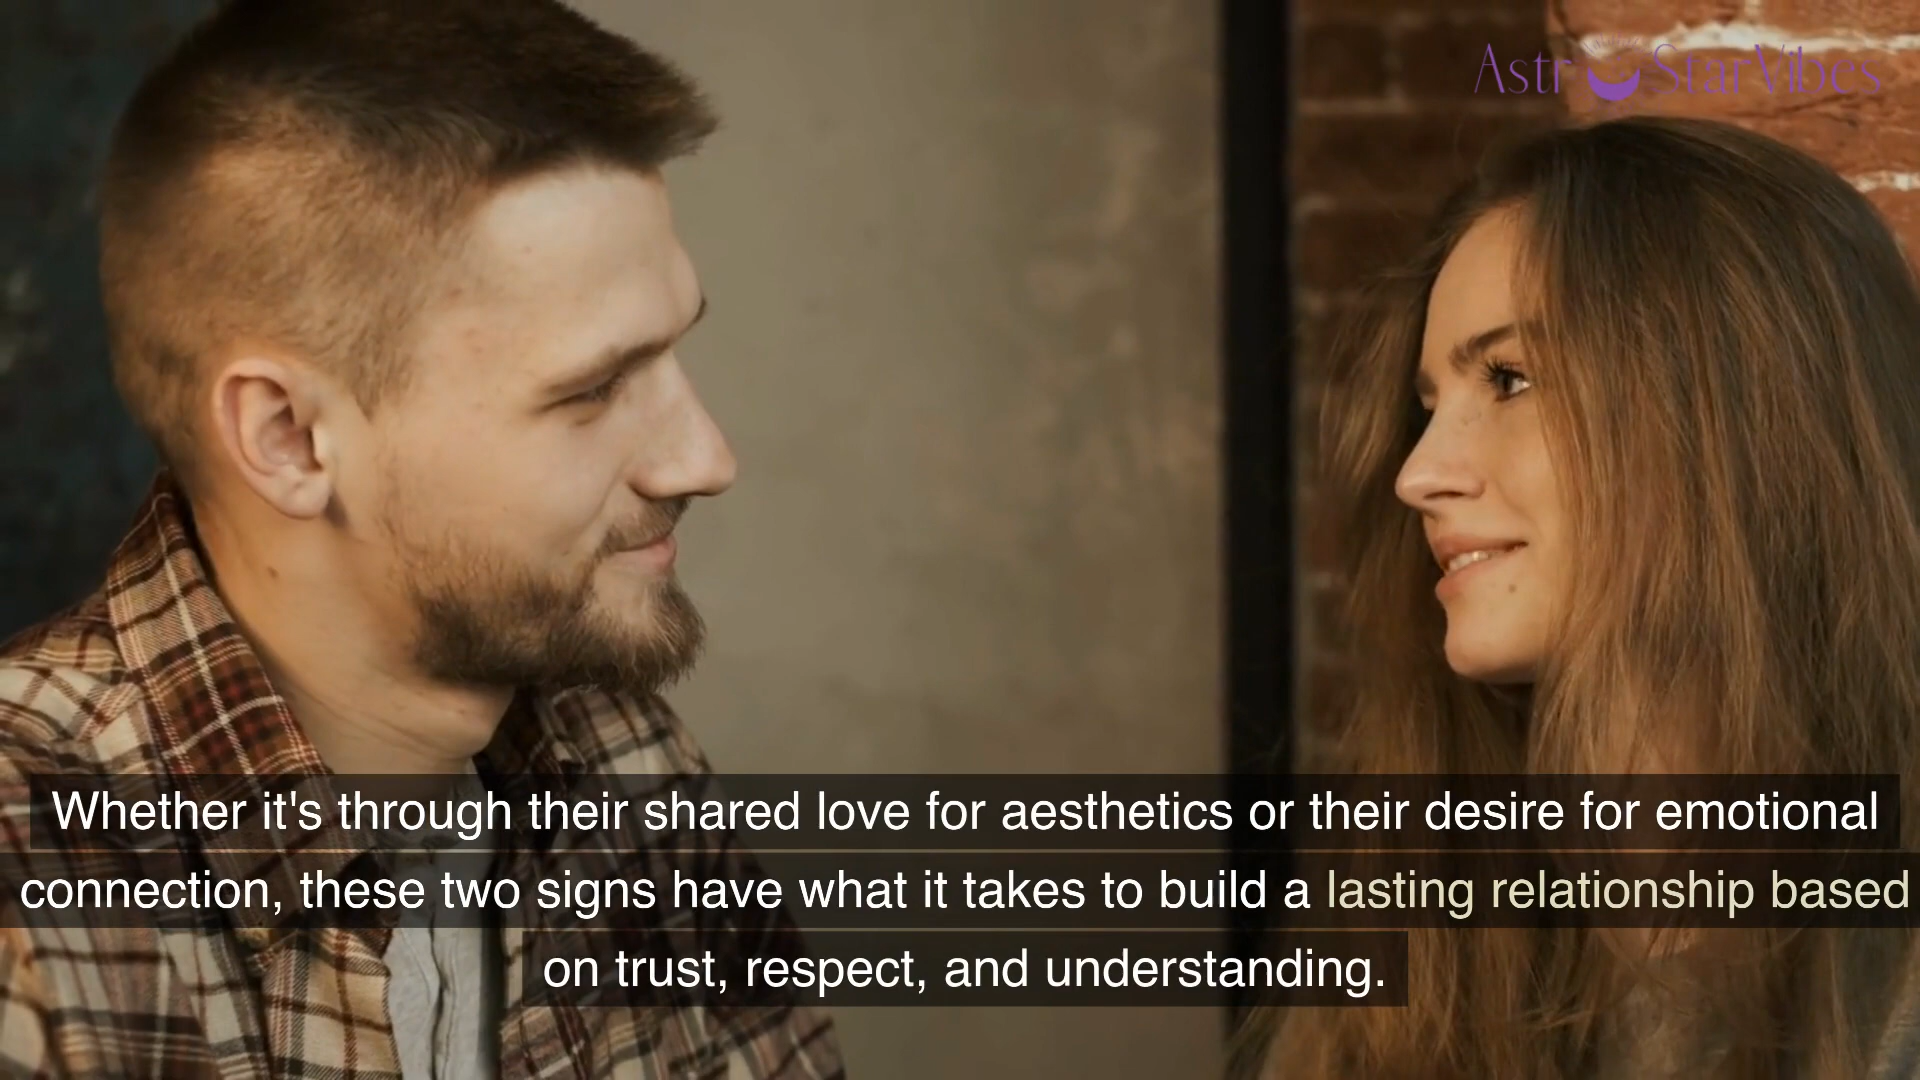 Astr StarVibes
Whether it's through their shared love for aesthetics or their desire for emotional
connection, these two signs have what it takes to build a lasting relationship based
on trust, respect, and understanding.